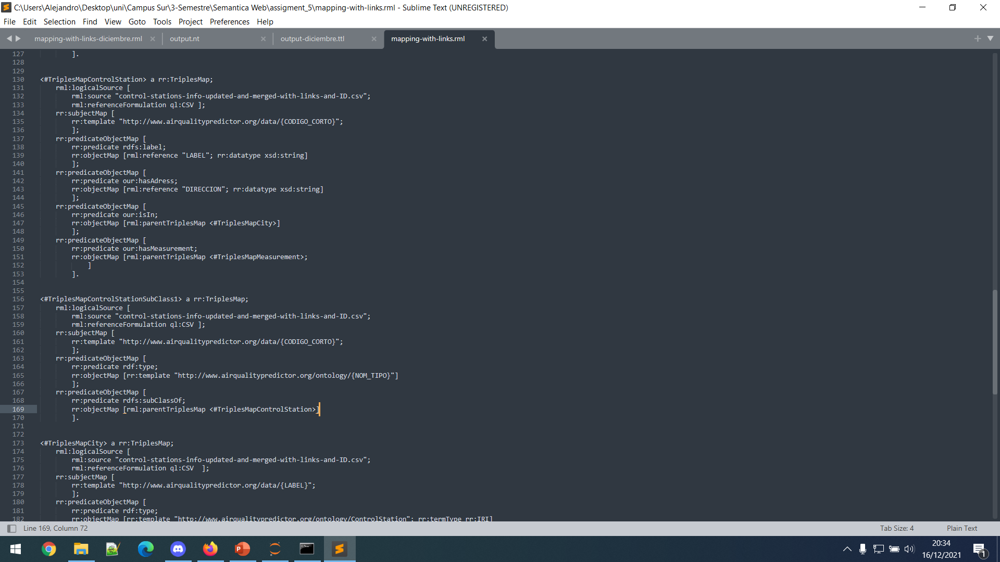 C:\Users\Alejandro\Desktop\uni\Campus Sur\3-Semestre\Semantica Web\assigment_5\mapping-with-links.rml - Sublime Text (UNREGISTERED)
File Edit Selection Find View Goto Tools Project Preferences Help
mapping-with-links-diciembre.rml output.nt output-diciembre.ttl mapping-with-links.rml
127 ].
128
129
130 <#TriplesMapControlStation> a rr:TriplesMap;
131 rml:logicalSource [
132 rml:source "control-stations-info-updated-and-merged-with-links-and-ID.csv";
133 rml:referenceFormulation ql:CSV ];
134 rr:subjectMap [
135 rr:template "http://www.airqualitypredictor.org/data/{CODIGO_CORTO}";
136 ];
137 rr:predicateObjectMap [
138 rr:predicate rdfs:label;
139 rr:objectMap [rml:reference "LABEL"; rr:datatype xsd:string]
140 ];
141 rr:predicateObjectMap [
142 rr:predicate our:hasAdress;
143 rr:objectMap [rml:reference "DIRECCION"; rr:datatype xsd:string]
144 ];
145 rr:predicateObjectMap [
146 rr:predicate our:isIn;
147 rr:objectMap [rml:parentTriplesMap <#TriplesMapCity>]
148 ];
149 rr:predicateObjectMap [
150 rr:predicate our:hasMeasurement;
151 rr:objectMap [rml:parentTriplesMap <#TriplesMapMeasurement>;
152 ]
153 ].
154
155
156 <#TriplesMapControlStationSubClass1> a rr:TriplesMap;
157 rml:logicalSource [
158 rml:source "control-stations-info-updated-and-merged-with-links-and-ID.csv";
159 rml:referenceFormulation ql:CSV ];
160 rr:subjectMap [
161 rr:template "http://www.airqualitypredictor.org/data/{CODIGO_CORTO}";
162 ];
163 rr:predicateObjectMap [
164 rr:predicate rdf:type;
165 rr:objectMap [rr:template "http://www.airqualitypredictor.org/ontology/{NOM_TIPO}"]
166 ];
167 rr:predicateObjectMap [
168 rr:predicate rdfs:subClassOf;
169 rr:objectMap [rml:parentTriplesMap <#TriplesMapControlStation>]
170 ].
171
172
173 <#TriplesMapCity> a rr:TriplesMap;
174 rml:logicalSource [
175 rml:source "control-stations-info-updated-and-merged-with-links-and-ID.csv";
176 rml:referenceFormulation ql:CSV  ];
177 rr:subjectMap [
178 rr:template "http://www.airqualitypredictor.org/data/{LABEL}";
179 ];
180 rr:predicateObjectMap [
181 rr:predicate rdf:type;
182 rr:objectMap [rr:template "http://www.airqualitypredictor.org/ontology/ControlStation"; rr:termType rr:IRI]
Line 169, Column 72 Tab Size: 4 Plain Text
20:34
16/12/2021
1